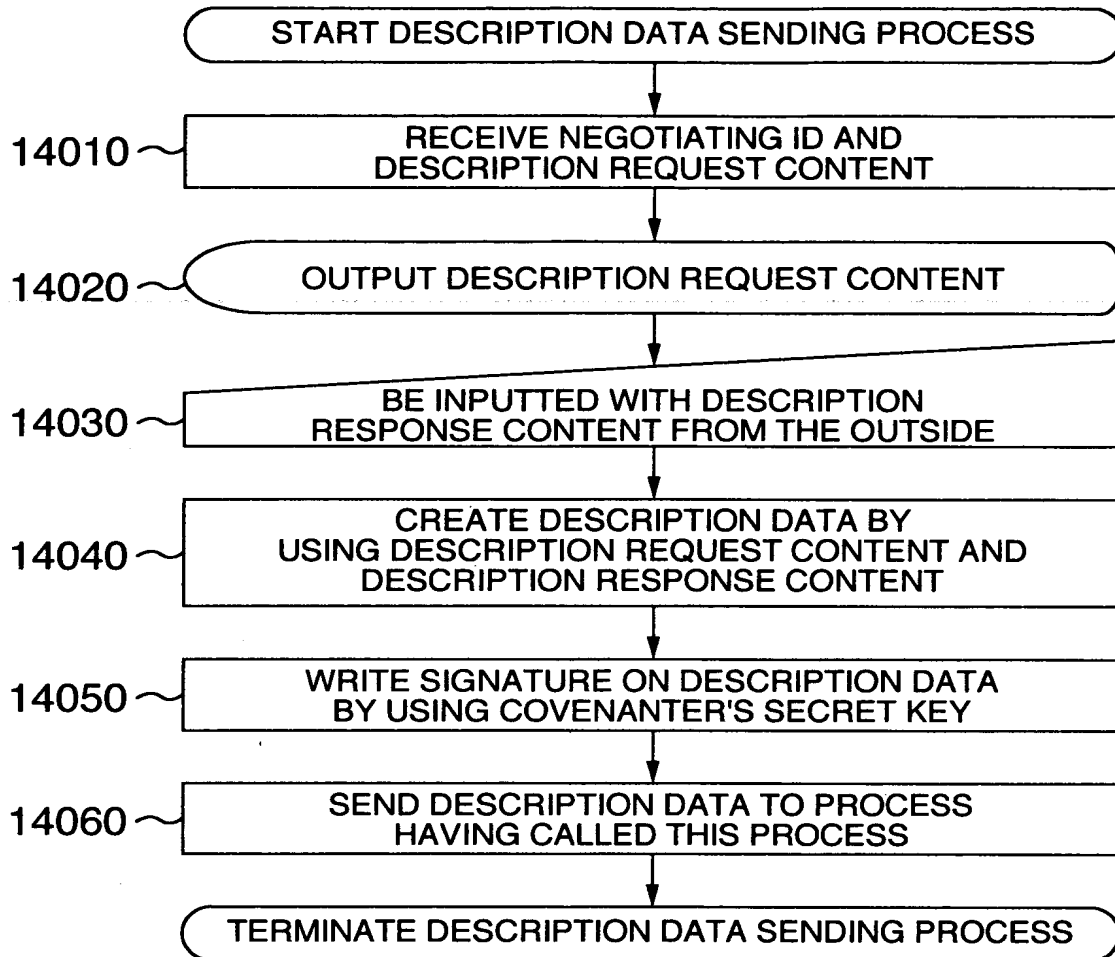 START DESCRIPTION DATA SENDING PROCESS
14010
RECEIVE NEGOTIATING ID AND
DESCRIPTION REQUEST CONTENT
14020
OUTPUT DESCRIPTION REQUEST CONTENT
14030
BE INPUTTED WITH DESCRIPTION
RESPONSE CONTENT FROM THE OUTSIDE
14040
CREATE DESCRIPTION DATA BY
USING DESCRIPTION REQUEST CONTENT AND
DESCRIPTION RESPONSE CONTENT
14050
WRITE SIGNATURE ON DESCRIPTION DATA
BY USING COVENANTER'S SECRET KEY
14060
SEND DESCRIPTION DATA TO PROCESS
HAVING CALLED THIS PROCESS
TERMINATE DESCRIPTION DATA SENDING PROCESS